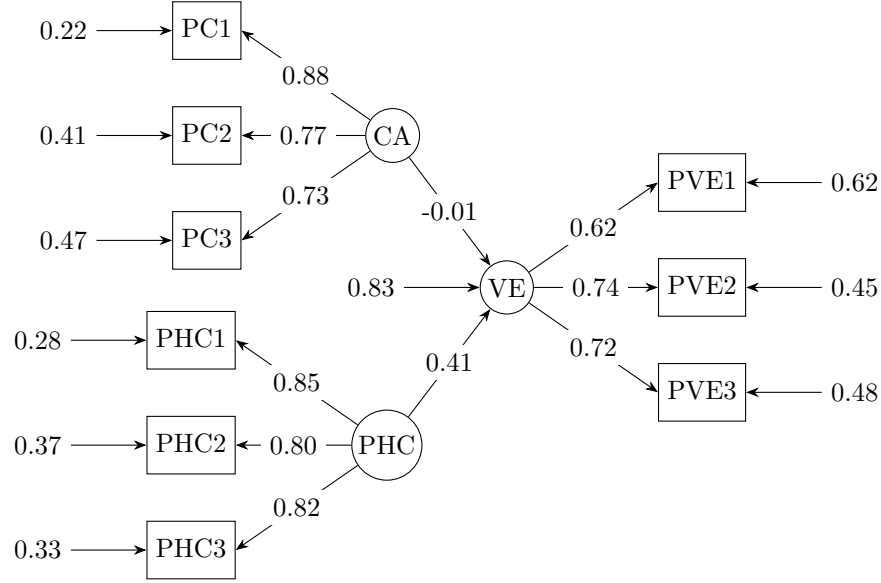 0.22 PC1
0.88
0.41 PC2 0.77 CA
0.73
0.47 PC3 -0.01
PVE1 0.62
0.62
0.83 VE 0.74 PVE2 0.45
0.72
0.28 PHC1 0.41
0.85
PVE3 0.48
0.37 PHC2 0.80 PHC
0.82
0.33 PHC3